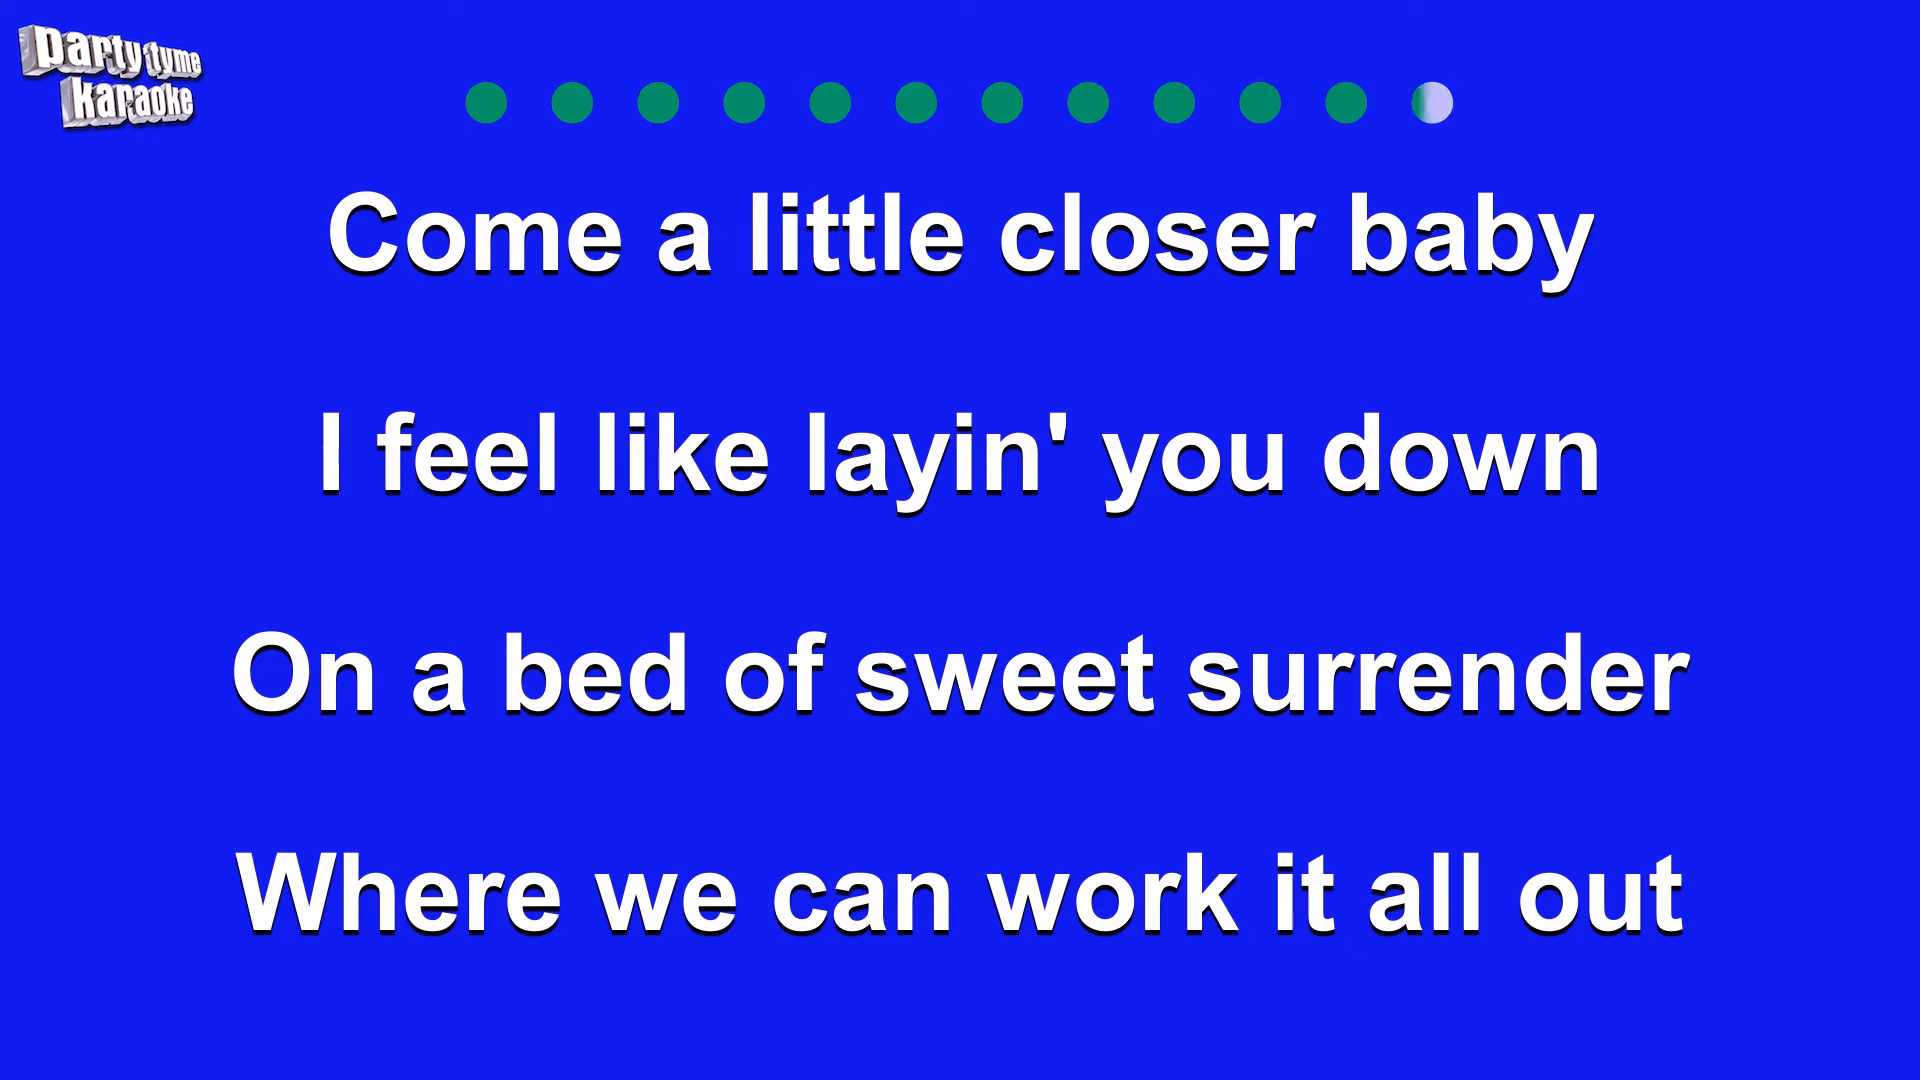 party tyme
karaoke
Come a little closer baby
I feel like layin' you down
On a bed of sweet surrender
Where we can work it all out